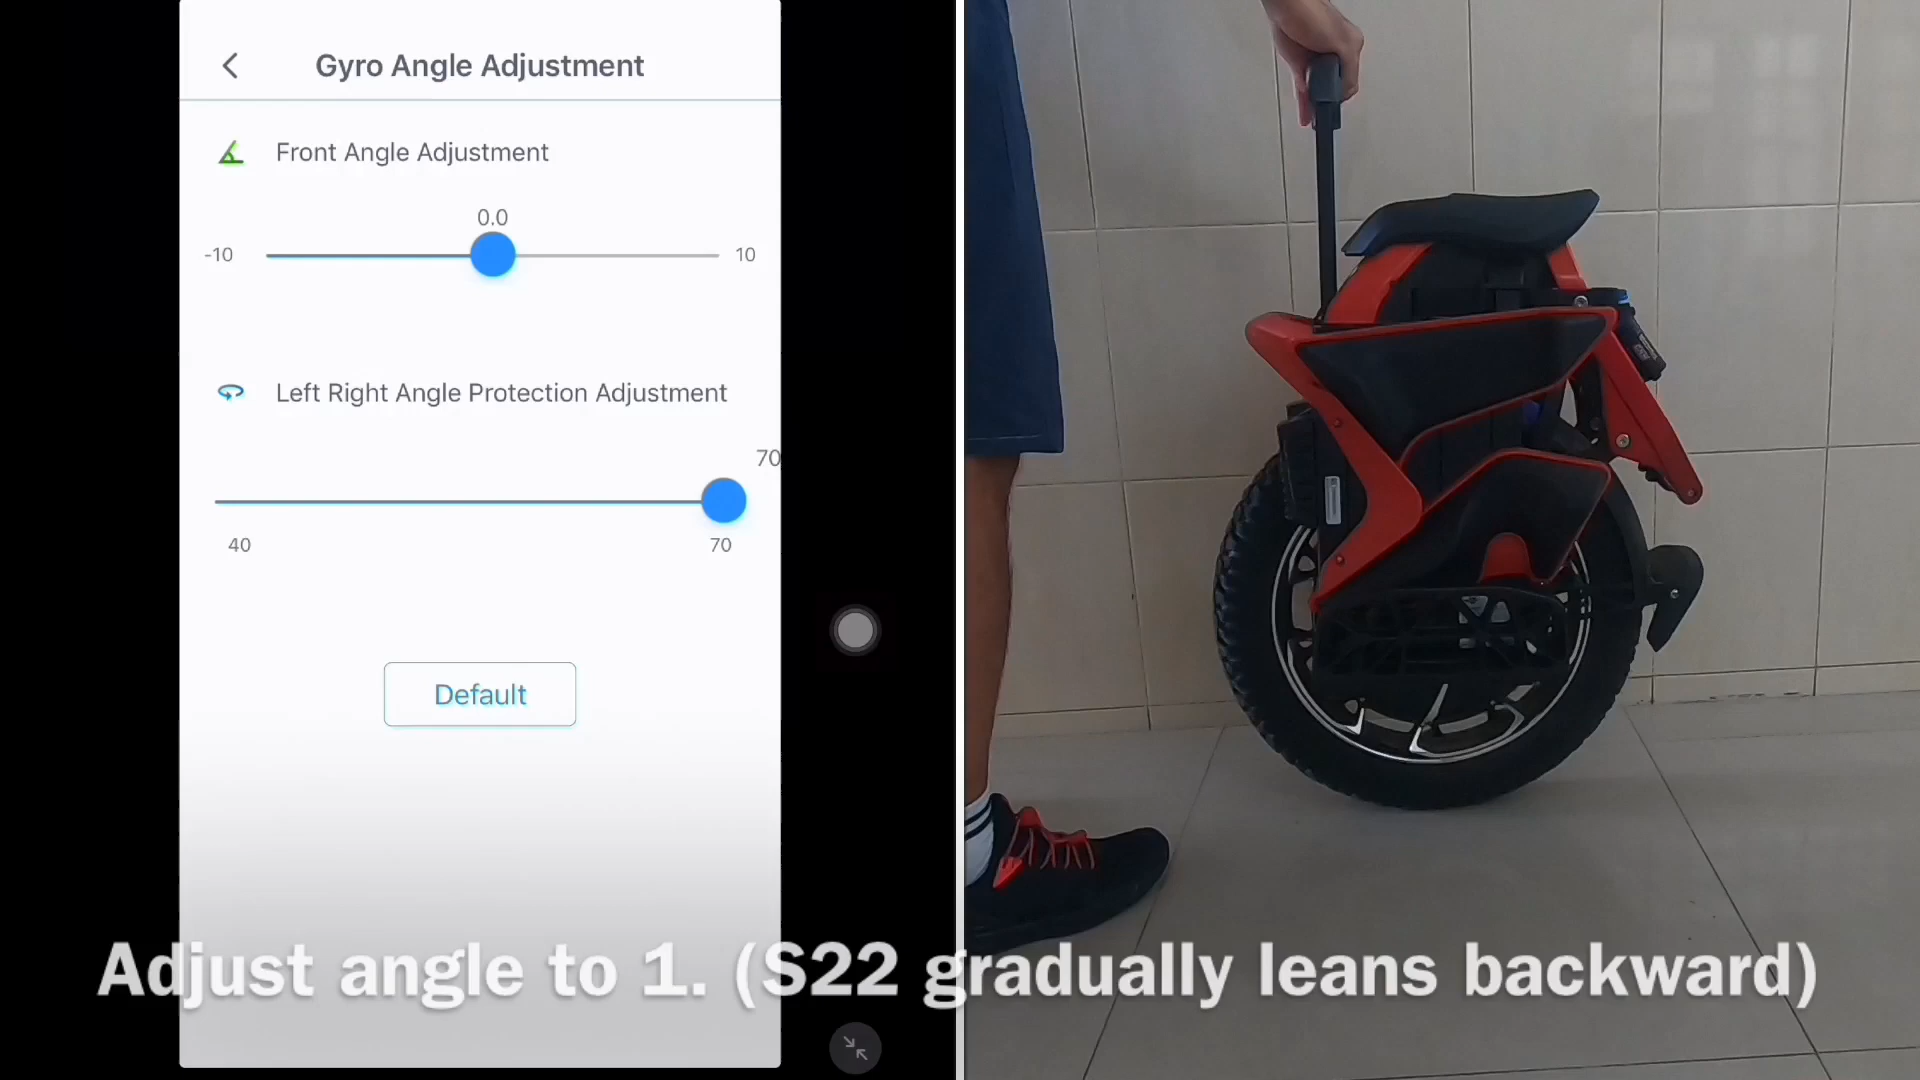 Gyro Angle Adjustment
Front Angle Adjustment
0.0
-10
10
Left Right Angle Protection Adjustment
70
40
70
Default
Adjust angle to 1. (S22 gradually leans backward)